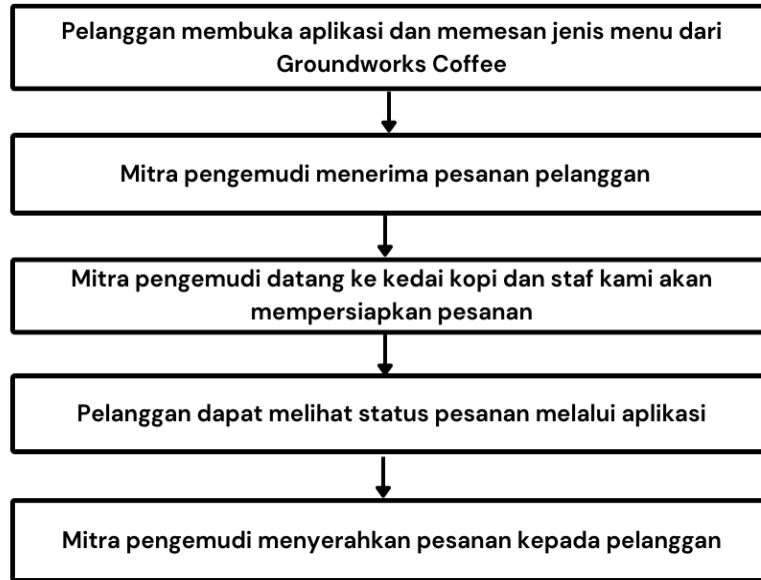 Pelanggan membuka aplikasi dan memesan jenis menu dari
Groundworks Coffee
Mitra pengemudi menerima pesanan pelanggan
Mitra pengemudi datang ke kedai kopi dan staf kami akan
mempersiapkan pesanan
Pelanggan dapat melihat status pesanan melalui aplikasi
Mitra pengemudi menyerahkan pesanan kepada pelanggan